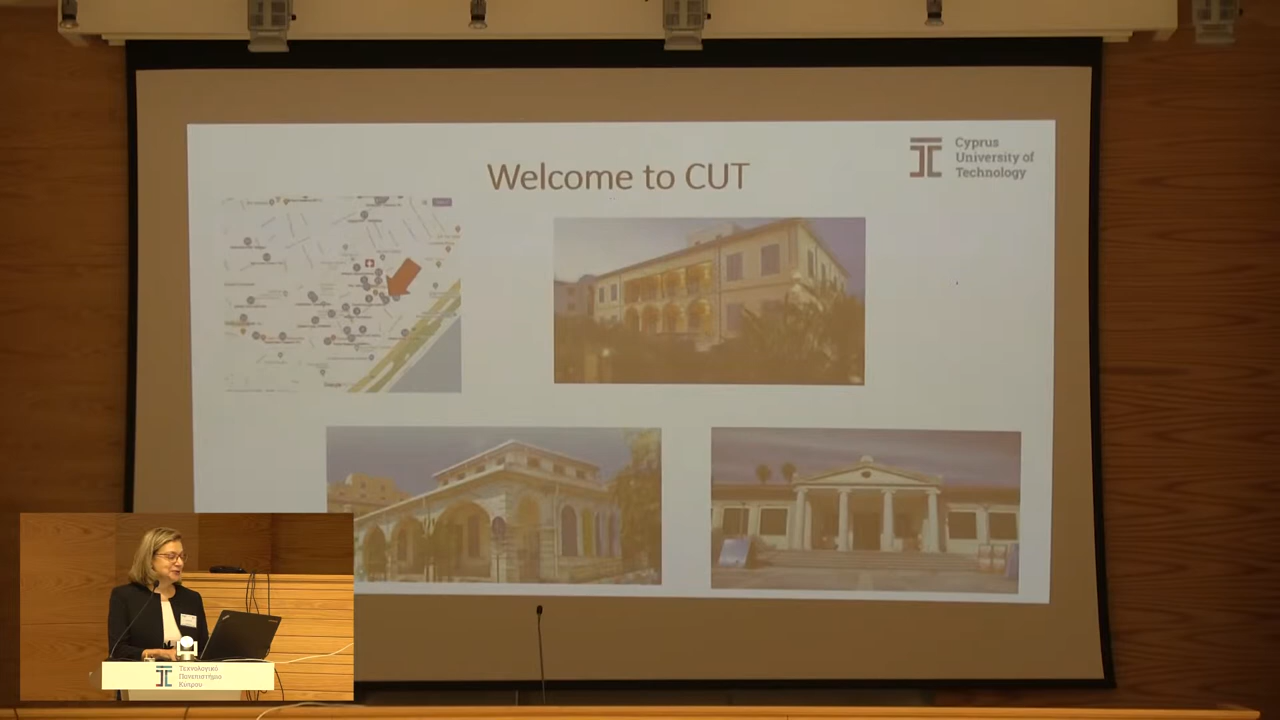 Welcome to CUT
Cyprus
University of
Technology
Τεχνολογικό
Πανεπιστήμιο
Κύπρου